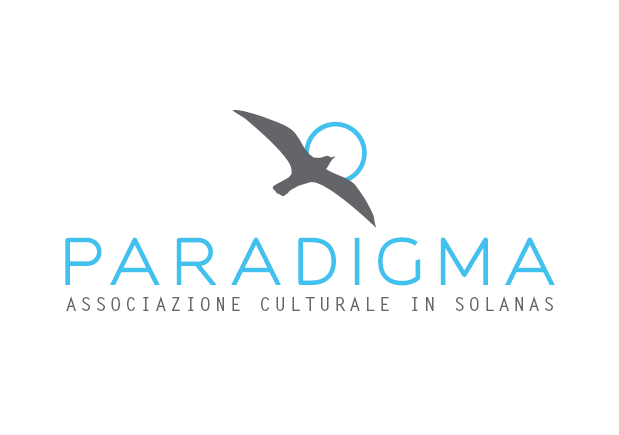 PARADIGMA
ASSOCIAZIONE CULTURALE IN SOLANAS